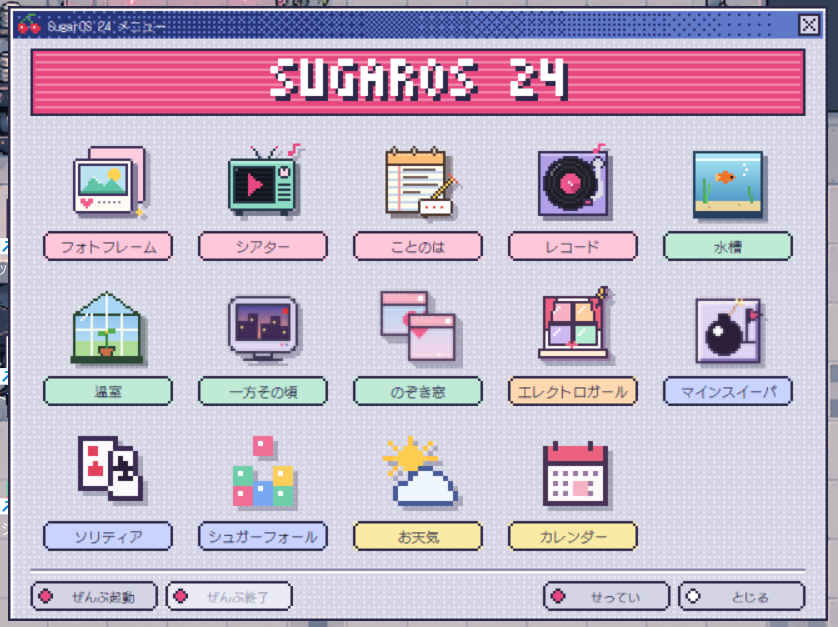 SugarOS 24 メニュー
SUGAROS 24
フォトフレーム
シアター
ことのは
レコード
水槽
温室
一方その頃
のぞき窓
エレクトロガール
マインスイーパ
ソリティア
シュガーフォール
お天気
カレンダー
ぜんぶ起動
ぜんぶ終了
せってい
とじる